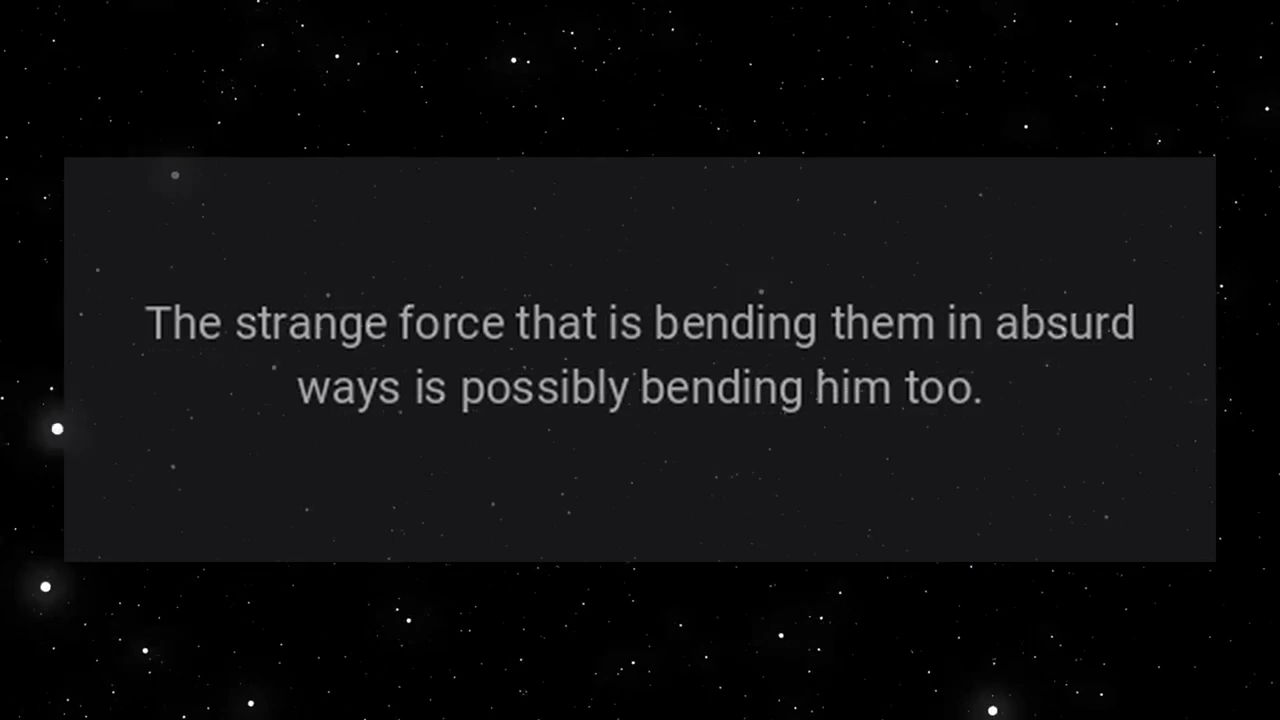 The strange force that is bending them in absurd
ways is possibly bending him too.